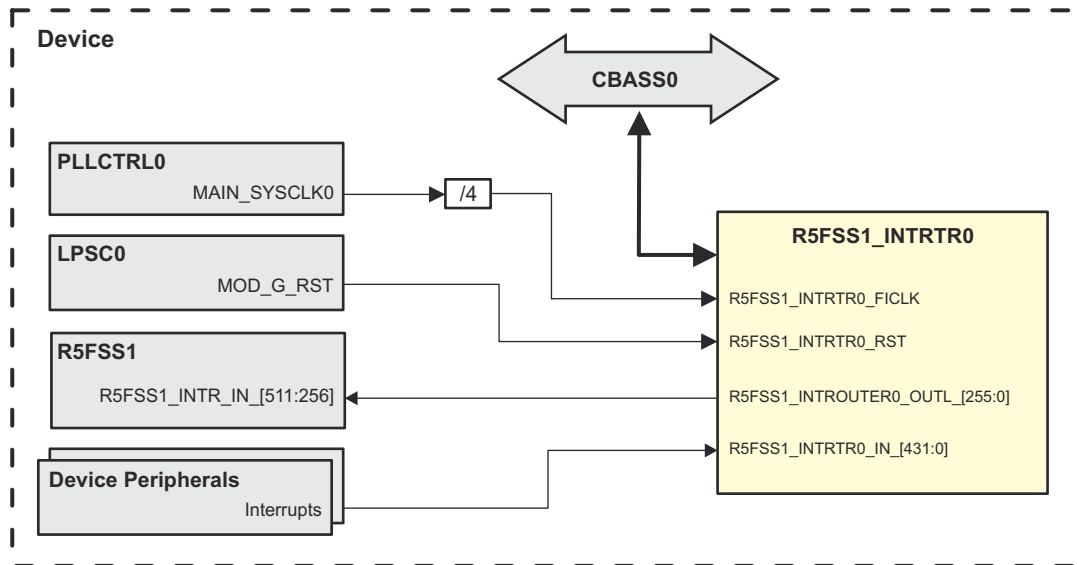 Device
CBASS0
PLLCTRL0
MAIN_SYSCLK0
/4
LPSC0
MOD_G_RST
R5FSS1
R5FSS1_INTR_IN_[511:256]
Device Peripherals
Interrupts
R5FSS1_INTRTR0
R5FSS1_INTRTR0_FICLK
R5FSS1_INTRTR0_RST
R5FSS1_INTROUTER0_OUTL_[255:0]
R5FSS1_INTRTR0_IN_[431:0]